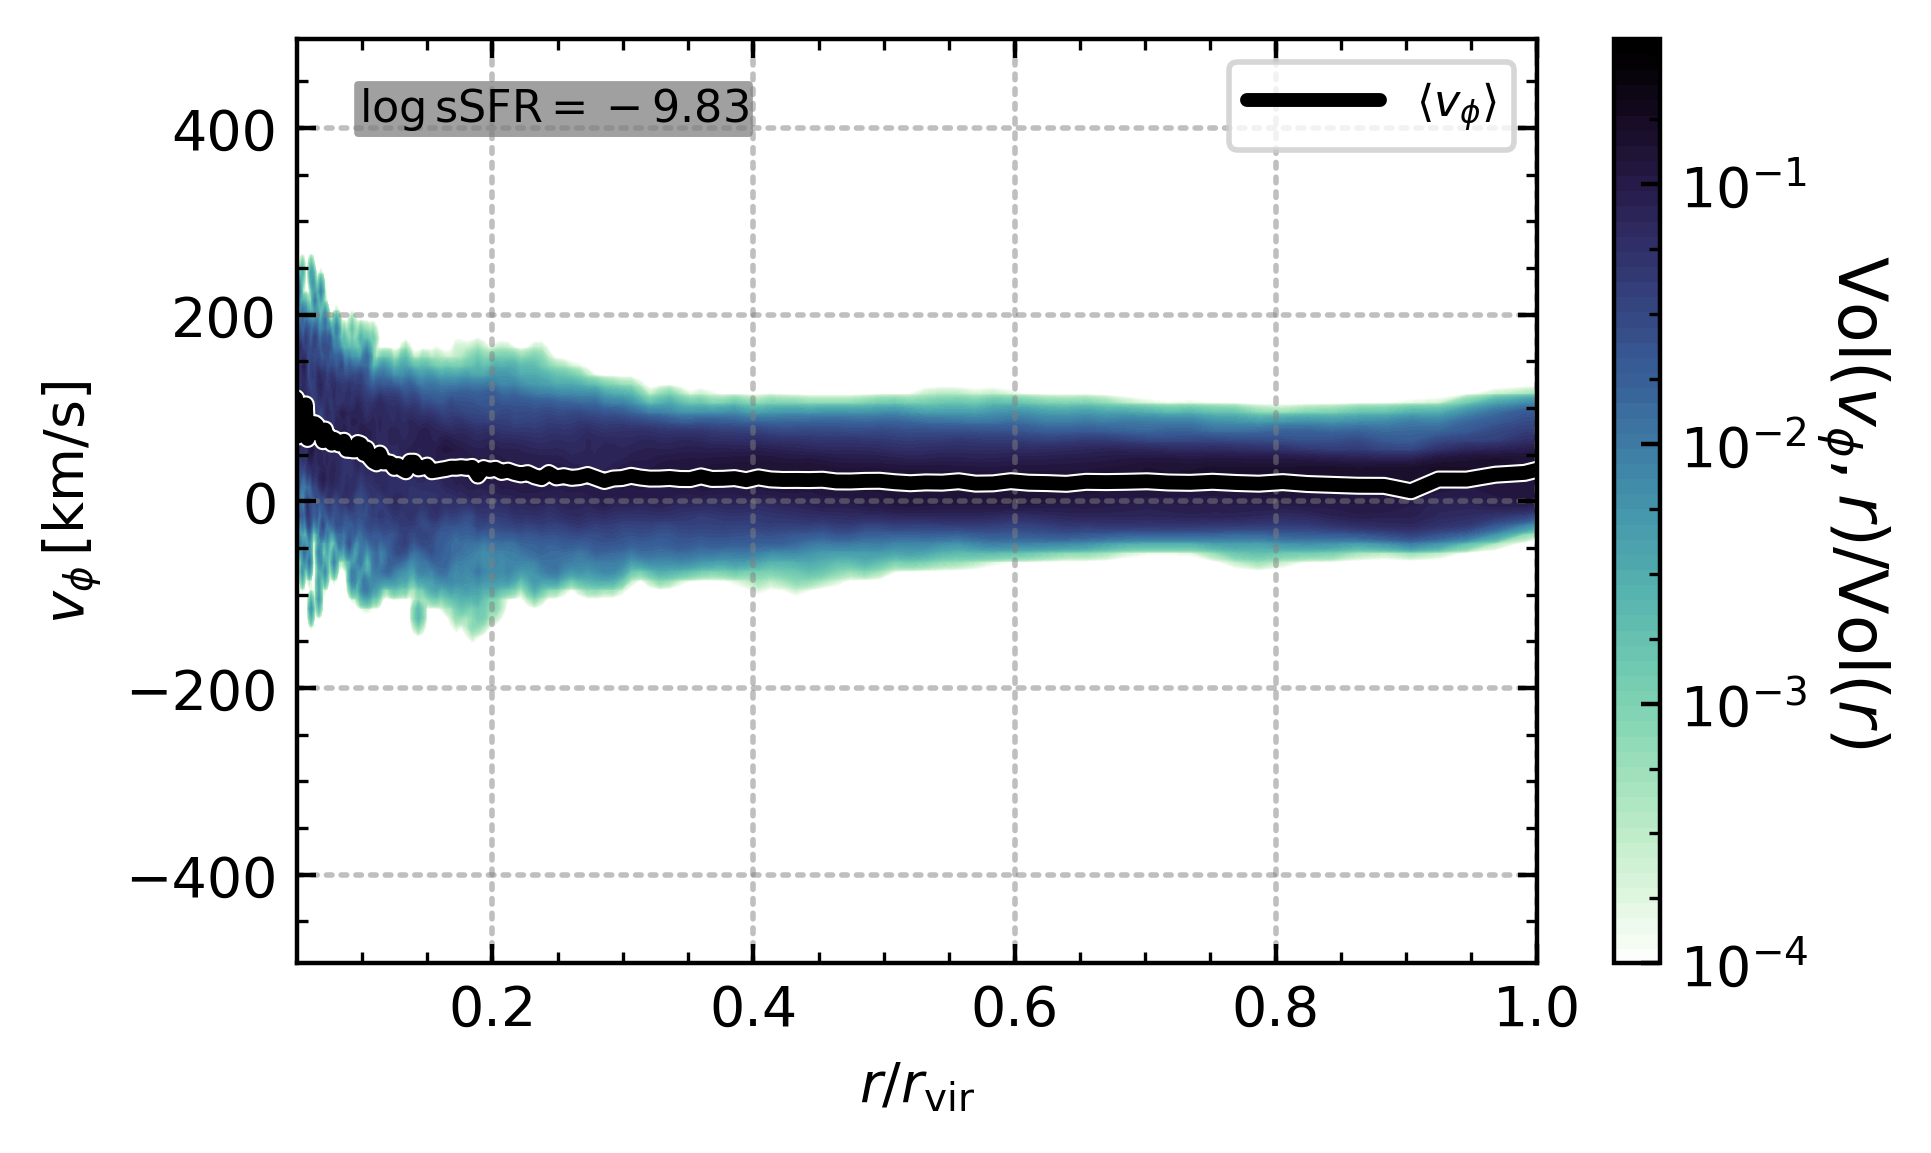 log sSFR = − 9.83
⟨v_ϕ⟩
400
200
0
−200
−400
v_ϕ [km/s]
0.2 0.4 0.6 0.8 1.0
r/r_vir
10^−1
10^−2
10^−3
10^−4
Vol(v_ϕ, r)/Vol(r)